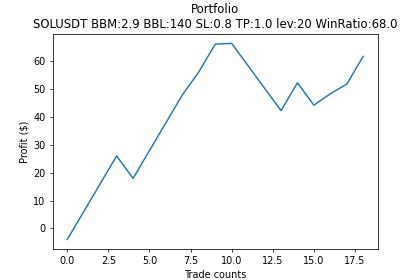 Portfolio
SOLUSDT BBM:2.9 BBL:140 SL:0.8 TP:1.0 lev:20 WinRatio:68.0
60
50
40
30
20
10
0
Profit ($)
0.0 2.5 5.0 7.5 10.0 12.5 15.0 17.5
Trade counts